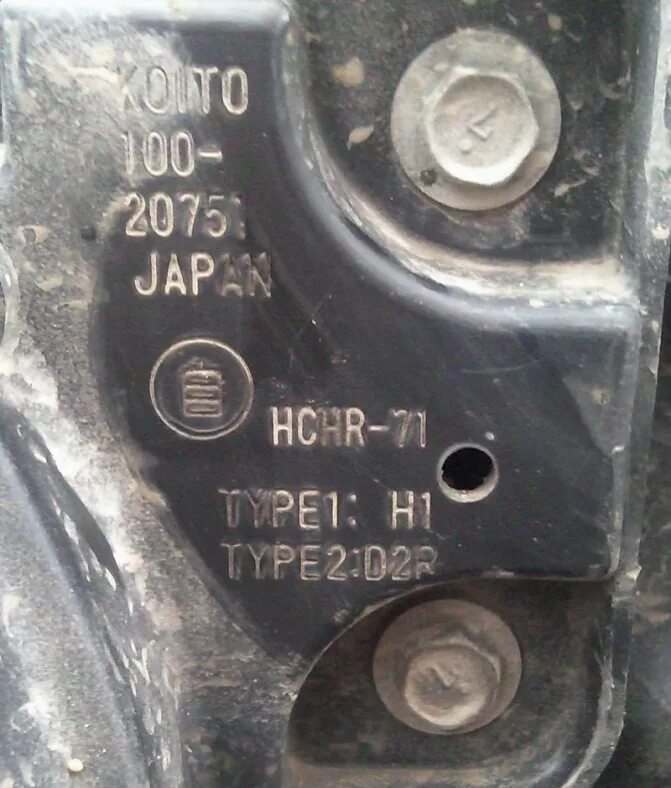 KOITO
100-
20751
JAPAN
HCHR-71
TYPE1: H1
TYPE2:D2R